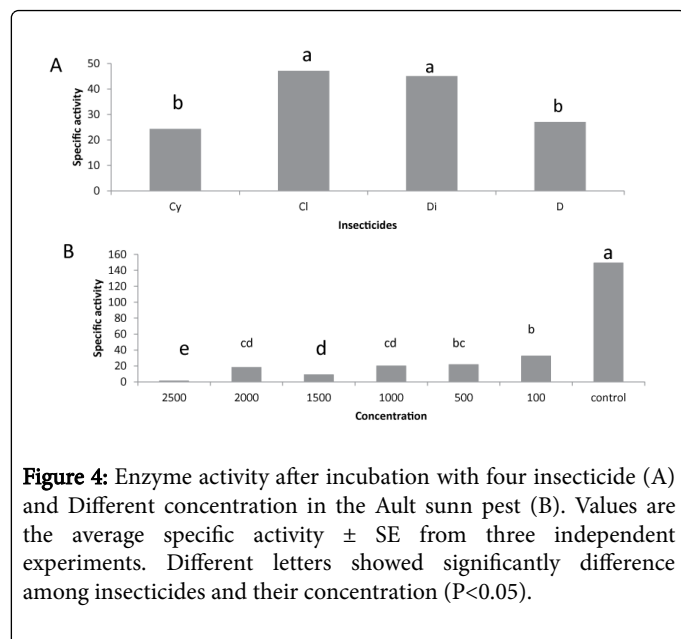 A
Specific activity
50
40
30
20
10
0
b
a
a
b
Cy Cl Di D
Insecticides
B
Specific activity
160
140
120
100
80
60
40
20
0
e
cd
d
cd
bc
b
a
2500 2000 1500 1000 500 100 control
Concentration
Figure 4: Enzyme activity after incubation with four insecticide (A)
and Different concentration in the Ault sunn pest (B). Values are
the average specific activity ± SE from three independent
experiments. Different letters showed significantly difference
among insecticides and their concentration (P<0.05).